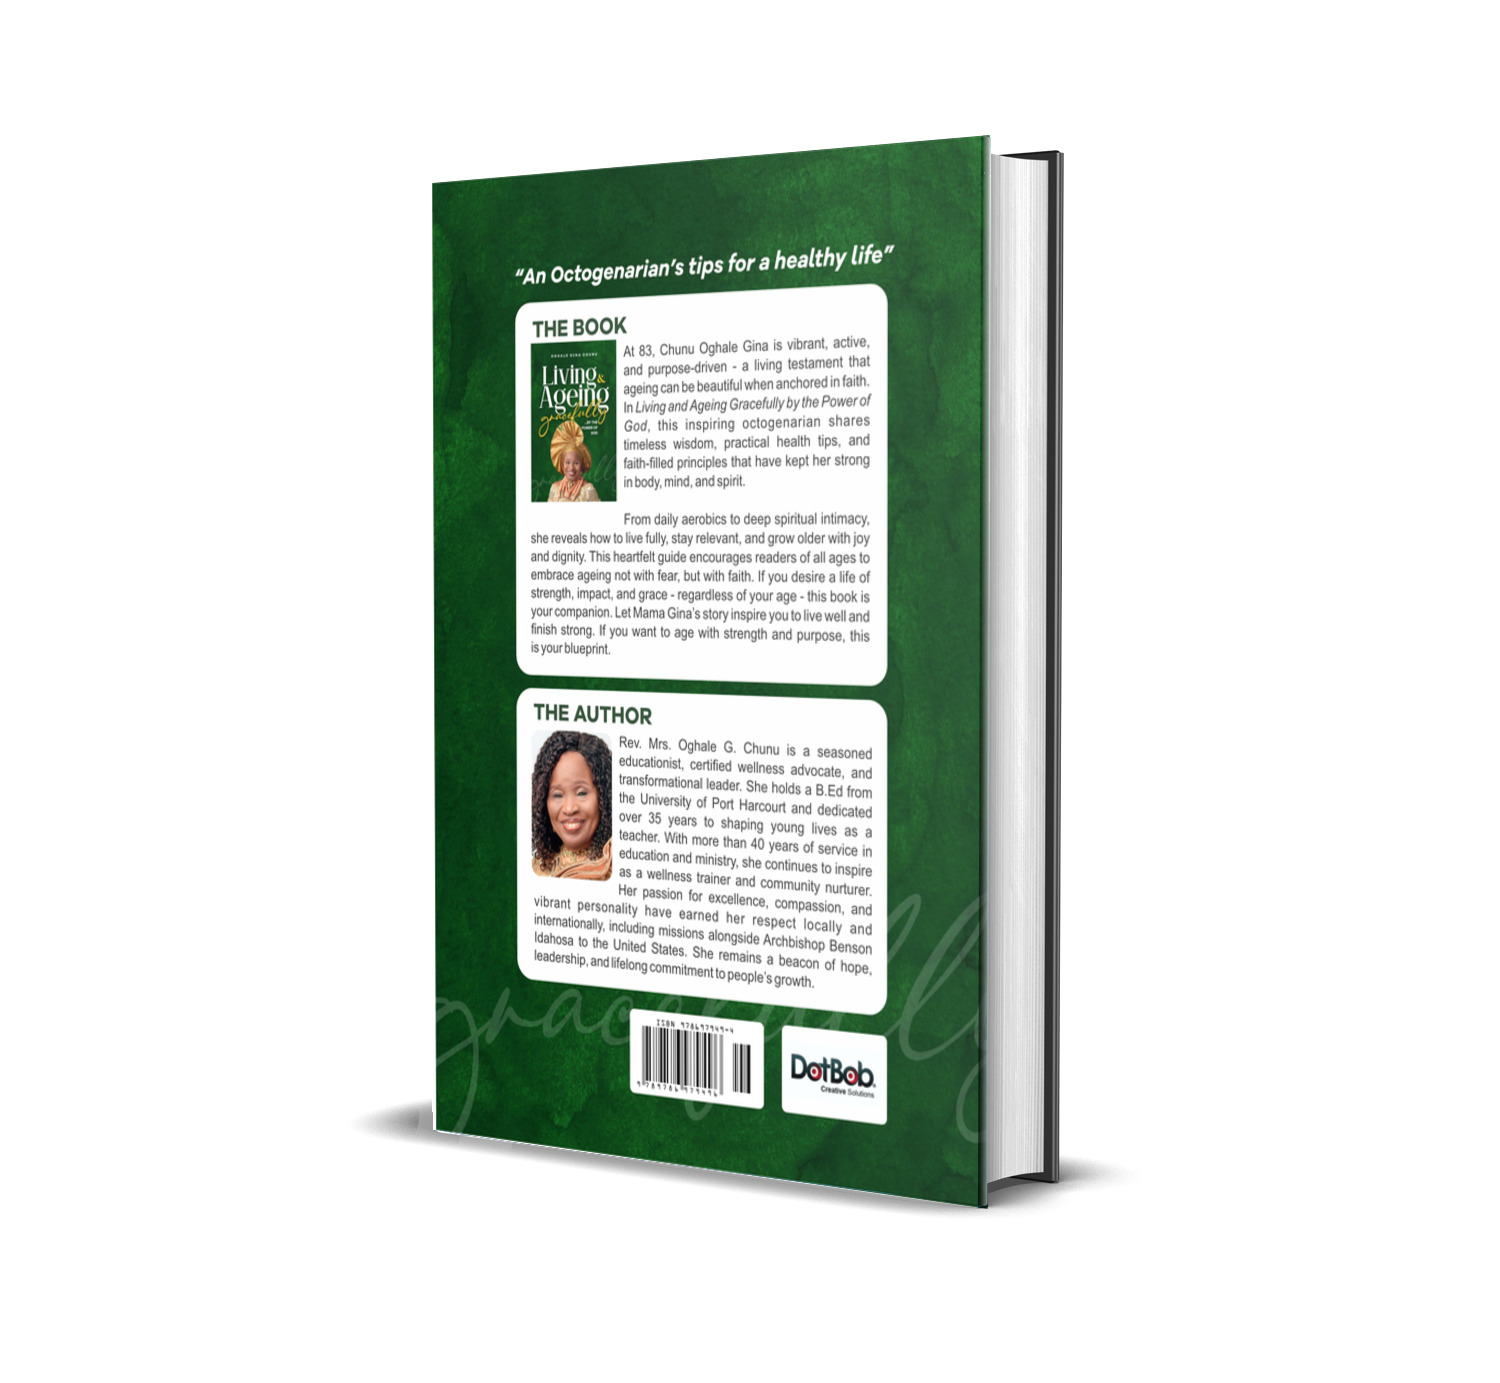 “An Octogenarian’s tips for a healthy life”
THE BOOK
OGHALE GINA CHUNU
Living &
Ageing
gracefully
...BY THE
POWER OF
GOD
At 83, Chunu Oghale Gina is vibrant, active,
and purpose-driven - a living testament that
ageing can be beautiful when anchored in faith.
In Living and Ageing Gracefully by the Power of
God, this inspiring octogenarian shares
timeless wisdom, practical health tips, and
faith-filled principles that have kept her strong
in body, mind, and spirit.
From daily aerobics to deep spiritual intimacy,
she reveals how to live fully, stay relevant, and grow older with joy
and dignity. This heartfelt guide encourages readers of all ages to
embrace ageing not with fear, but with faith. If you desire a life of
strength, impact, and grace - regardless of your age - this book is
your companion. Let Mama Gina’s story inspire you to live well and
finish strong. If you want to age with strength and purpose, this
is your blueprint.
THE AUTHOR
Rev. Mrs. Oghale G. Chunu is a seasoned
educationist, certified wellness advocate, and
transformational leader. She holds a B.Ed from
the University of Port Harcourt and dedicated
over 35 years to shaping young lives as a
teacher. With more than 40 years of service in
education and ministry, she continues to inspire
as a wellness trainer and community nurturer.
Her passion for excellence, compassion, and
vibrant personality have earned her respect locally and
internationally, including missions alongside Archbishop Benson
Idahosa to the United States. She remains a beacon of hope,
leadership, and lifelong commitment to people’s growth.
gracefully
ISBN 978697949-4
9 789786 979496
DotBob
Creative Solutions